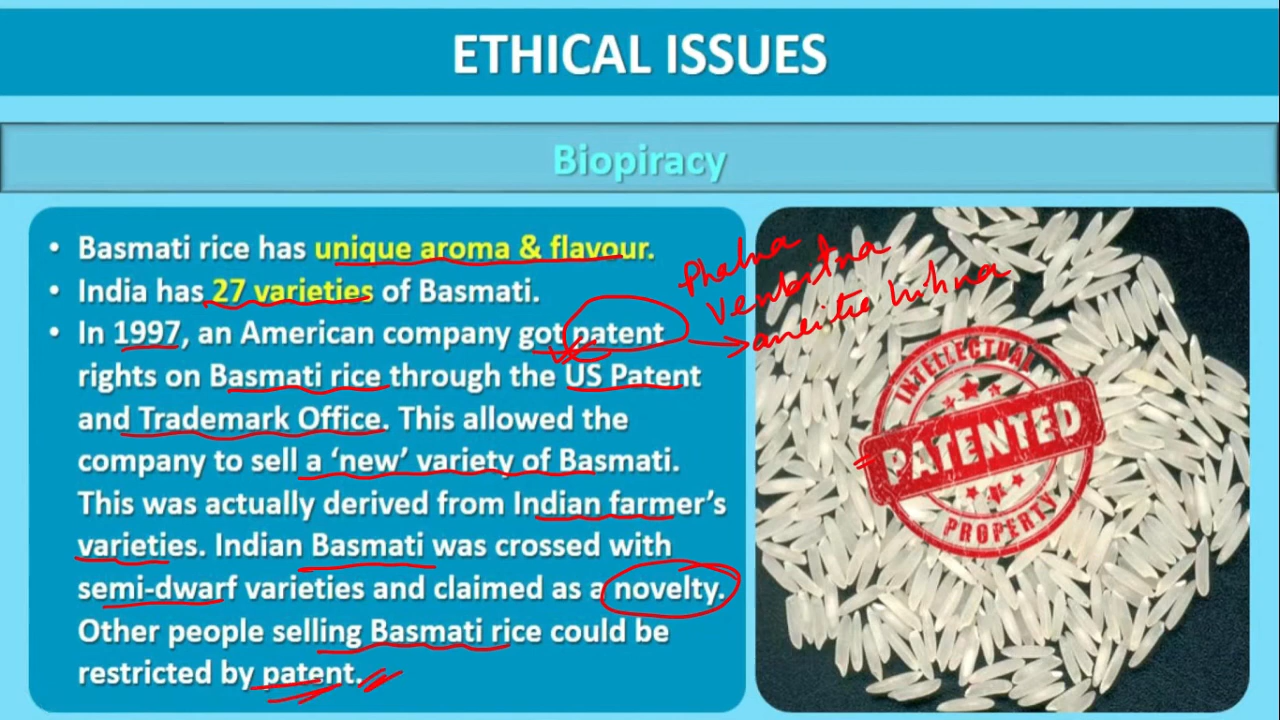 ETHICAL ISSUES
Biopiracy
• Basmati rice has unique aroma & flavour.
• India has 27 varieties of Basmati.
• In 1997, an American company got patent
rights on Basmati rice through the US Patent
and Trademark Office. This allowed the
company to sell a ‘new’ variety of Basmati.
This was actually derived from Indian farmer’s
varieties. Indian Basmati was crossed with
semi-dwarf varieties and claimed as a novelty.
Other people selling Basmati rice could be
restricted by patent.
INTELLECTUAL
PATENTED
PROPERTY